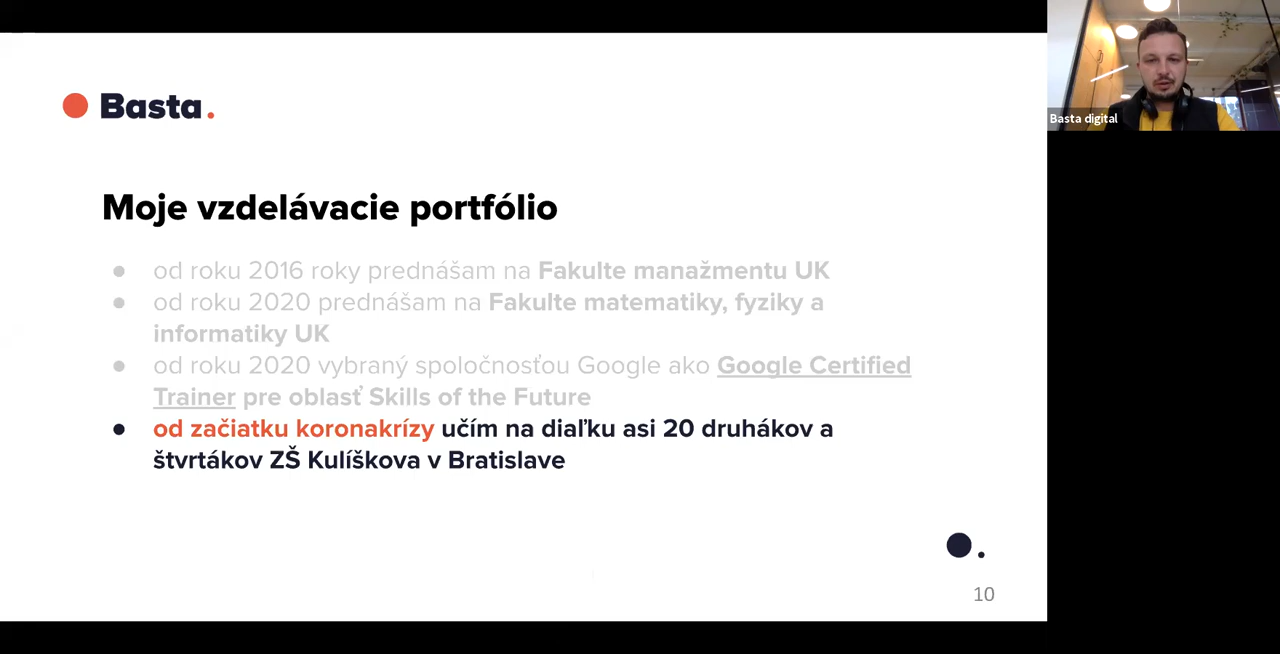 Basta.
Basta digital
Moje vzdelávacie portfólio
● od roku 2016 roky prednášam na Fakulte manažmentu UK
● od roku 2020 prednášam na Fakulte matematiky, fyziky a
informatiky UK
● od roku 2020 vybraný spoločnosťou Google ako Google Certified
Trainer pre oblasť Skills of the Future
● od začiatku koronakrízy učím na diaľku asi 20 druhákov a
štvrtákov ZŠ Kulíškova v Bratislave
10